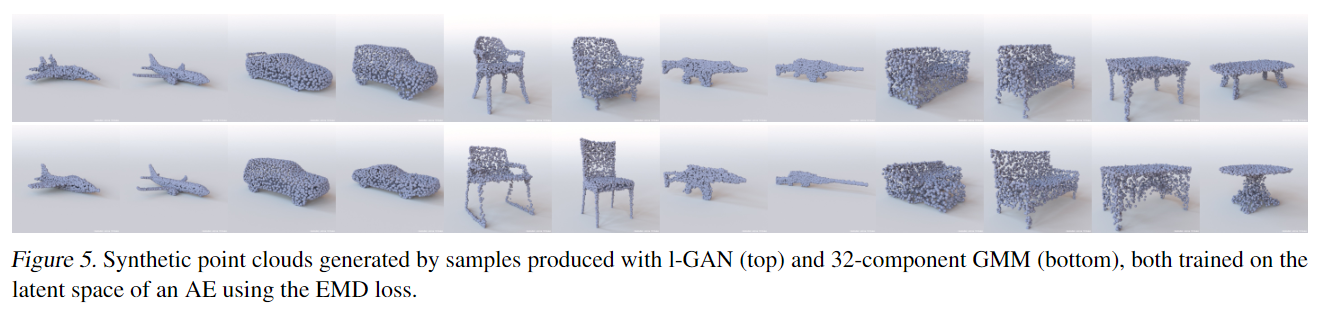 Figure 5. Synthetic point clouds generated by samples produced with l-GAN (top) and 32-component GMM (bottom), both trained on the
latent space of an AE using the EMD loss.